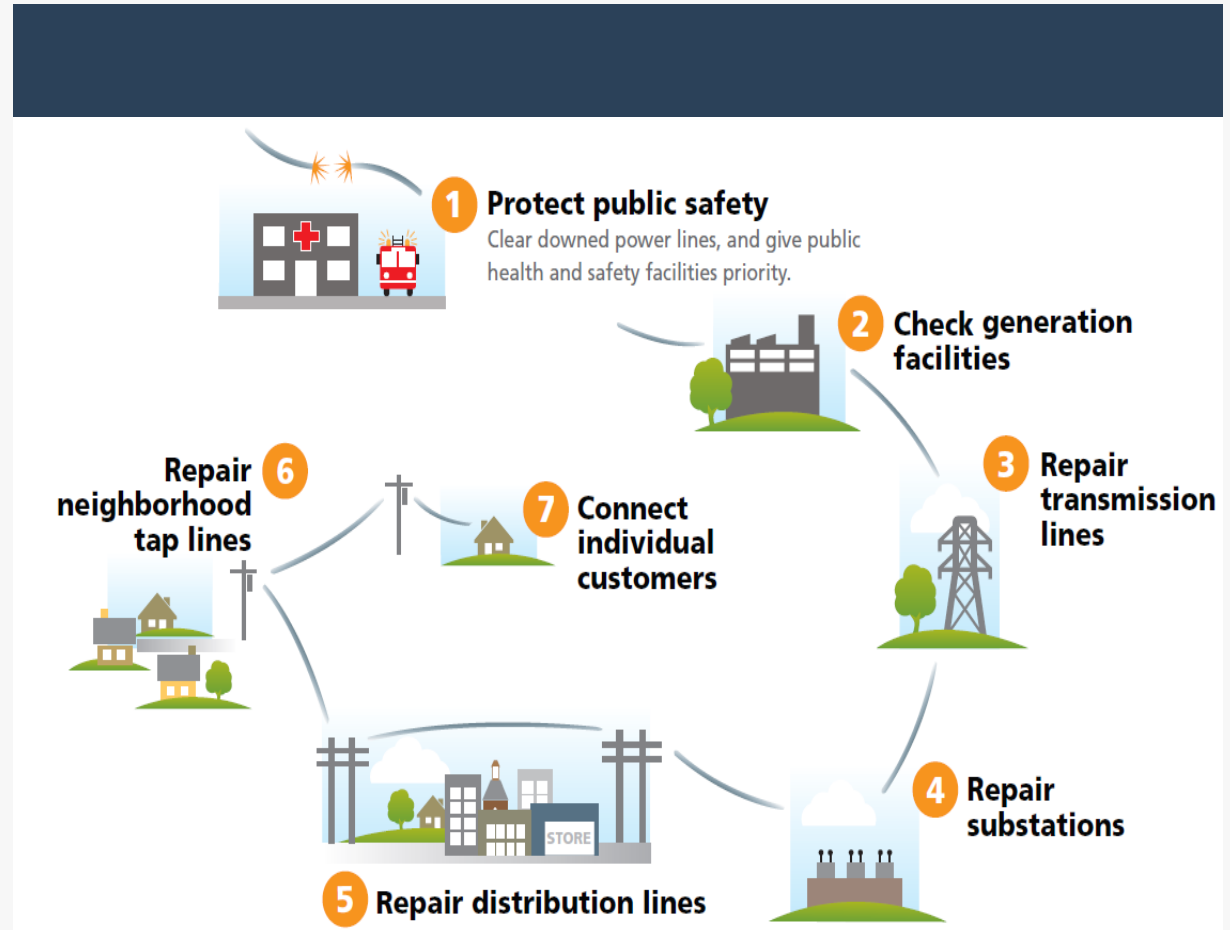 1
Protect public safety
Clear downed power lines, and give public
health and safety facilities priority.
2
Check generation
facilities
3
Repair
transmission
lines
4
Repair
substations
5
Repair distribution lines
STORE
6
Repair
neighborhood
tap lines
7
Connect
individual
customers